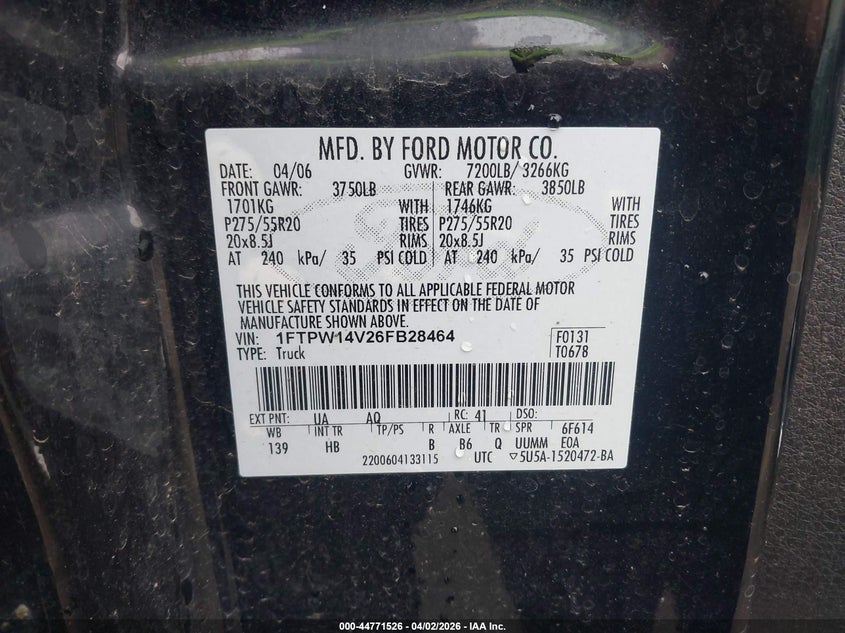 MFD. BY FORD MOTOR CO.
DATE: 04/06 GVWR: 7200LB/ 3266KG
FRONT GAWR: 3750LB REAR GAWR: 3850LB
1701KG WITH 1746KG WITH
P275/55R20 TIRES P275/55R20 TIRES
20x8.5J RIMS 20x8.5J RIMS
AT 240 kPa/ 35 PSI COLD AT 240 kPa/ 35 PSI COLD
THIS VEHICLE CONFORMS TO ALL APPLICABLE FEDERAL MOTOR
VEHICLE SAFETY STANDARDS IN EFFECT ON THE DATE OF
MANUFACTURE SHOWN ABOVE.
VIN: 1FTPW14V26FB28464 F0131
TYPE: Truck T0678
EXT PNT: UA AQ RC: 41 DSO:
WB INT TR TP/PS R AXLE TR SPR 6F614
139 HB B B6 Q UUMM E0A
2200604133115 UTC ▽5U5A-1520472-BA
000-44771526 - 04/02/2026 - IAA Inc.